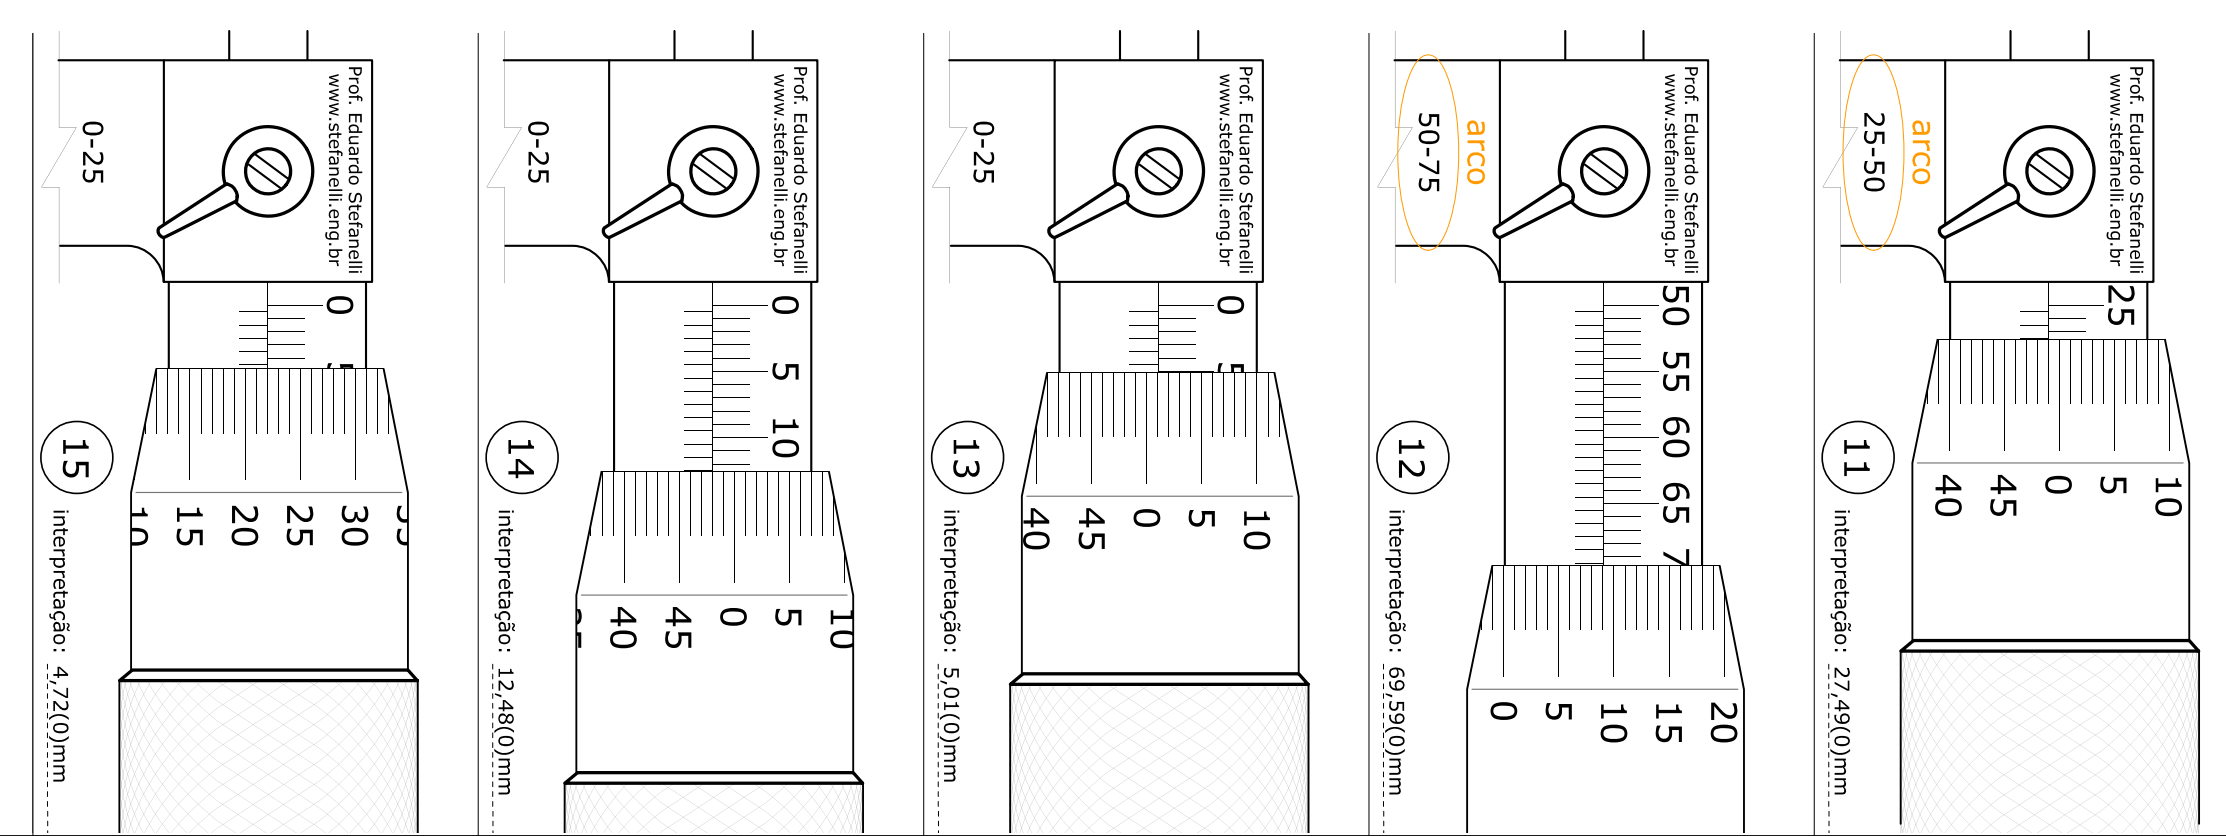 Prof. Eduardo Stefanelli
www.stefanelli.eng.br
arco
25-50
25
10
5
0
45
40
11
interpretação: 27,49(0)mm
Prof. Eduardo Stefanelli
www.stefanelli.eng.br
arco
50-75
50 55 60 65 7
20
15
10
5
0
12
interpretação: 69,59(0)mm
Prof. Eduardo Stefanelli
www.stefanelli.eng.br
0-25
0 5
10
5
0
45
40
13
interpretação: 5,01(0)mm
Prof. Eduardo Stefanelli
www.stefanelli.eng.br
0-25
0 5 10
10
5
0
45
40
14
interpretação: 12,48(0)mm
Prof. Eduardo Stefanelli
www.stefanelli.eng.br
0-25
0
30
25
20
15
10
15
interpretação: 4,72(0)mm